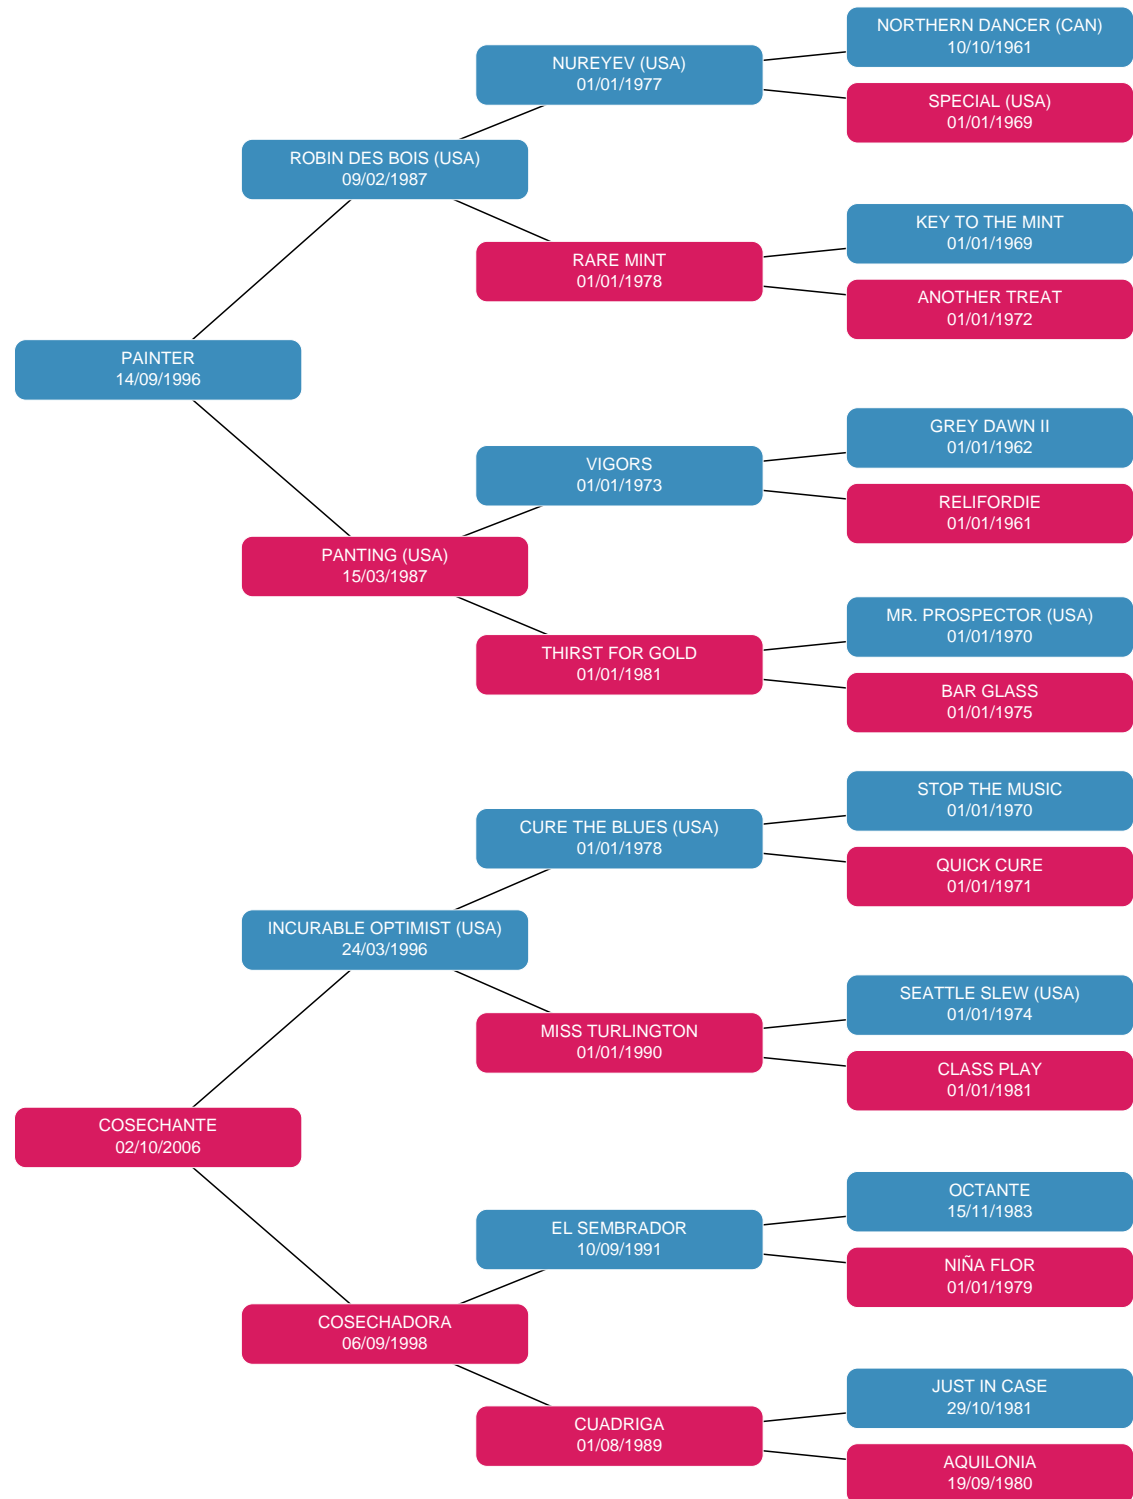 NORTHERN DANCER (CAN)
10/10/1961
NUREYEV (USA)
01/01/1977
SPECIAL (USA)
01/01/1969
ROBIN DES BOIS (USA)
09/02/1987
KEY TO THE MINT
01/01/1969
RARE MINT
01/01/1978
ANOTHER TREAT
01/01/1972
PAINTER
14/09/1996
GREY DAWN II
01/01/1962
VIGORS
01/01/1973
RELIFORDIE
01/01/1961
PANTING (USA)
15/03/1987
MR. PROSPECTOR (USA)
01/01/1970
THIRST FOR GOLD
01/01/1981
BAR GLASS
01/01/1975
STOP THE MUSIC
01/01/1970
CURE THE BLUES (USA)
01/01/1978
QUICK CURE
01/01/1971
INCURABLE OPTIMIST (USA)
24/03/1996
SEATTLE SLEW (USA)
01/01/1974
MISS TURLINGTON
01/01/1990
CLASS PLAY
01/01/1981
COSECHANTE
02/10/2006
OCTANTE
15/11/1983
EL SEMBRADOR
10/09/1991
NIÑA FLOR
01/01/1979
COSECHADORA
06/09/1998
JUST IN CASE
29/10/1981
CUADRIGA
01/08/1989
AQUILONIA
19/09/1980